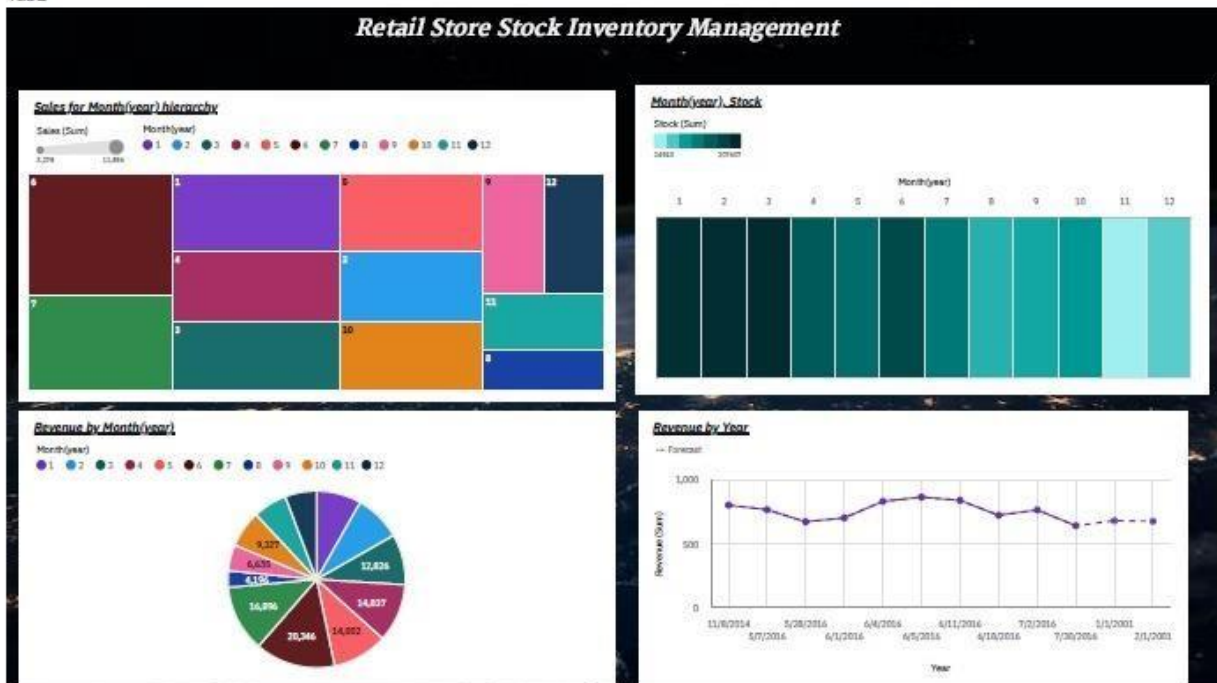 Retail Store Stock Inventory Management
Sales for Month(year) hierarchy
Sales (Sum)
Month(year)
1 2 3 4 5 6 7 8 9 10 11 12
6
1
5
9
12
4
2
7
3
10
11
8
Month(year), Stock
Stock (Sum)
Month(year)
1 2 3 4 5 6 7 8 9 10 11 12
Revenue by Month(year)
Month(year)
1 2 3 4 5 6 7 8 9 10 11 12
9,327
12,826
4,196
14,837
16,896
20,346
Revenue by Year
Forecast
1,000
500
0
Revenue (Sum)
11/8/2014 5/28/2016 6/4/2016 6/11/2016 7/2/2016 1/1/2001
5/7/2016 6/1/2016 6/5/2016 6/18/2016 7/30/2016 2/1/2001
Year